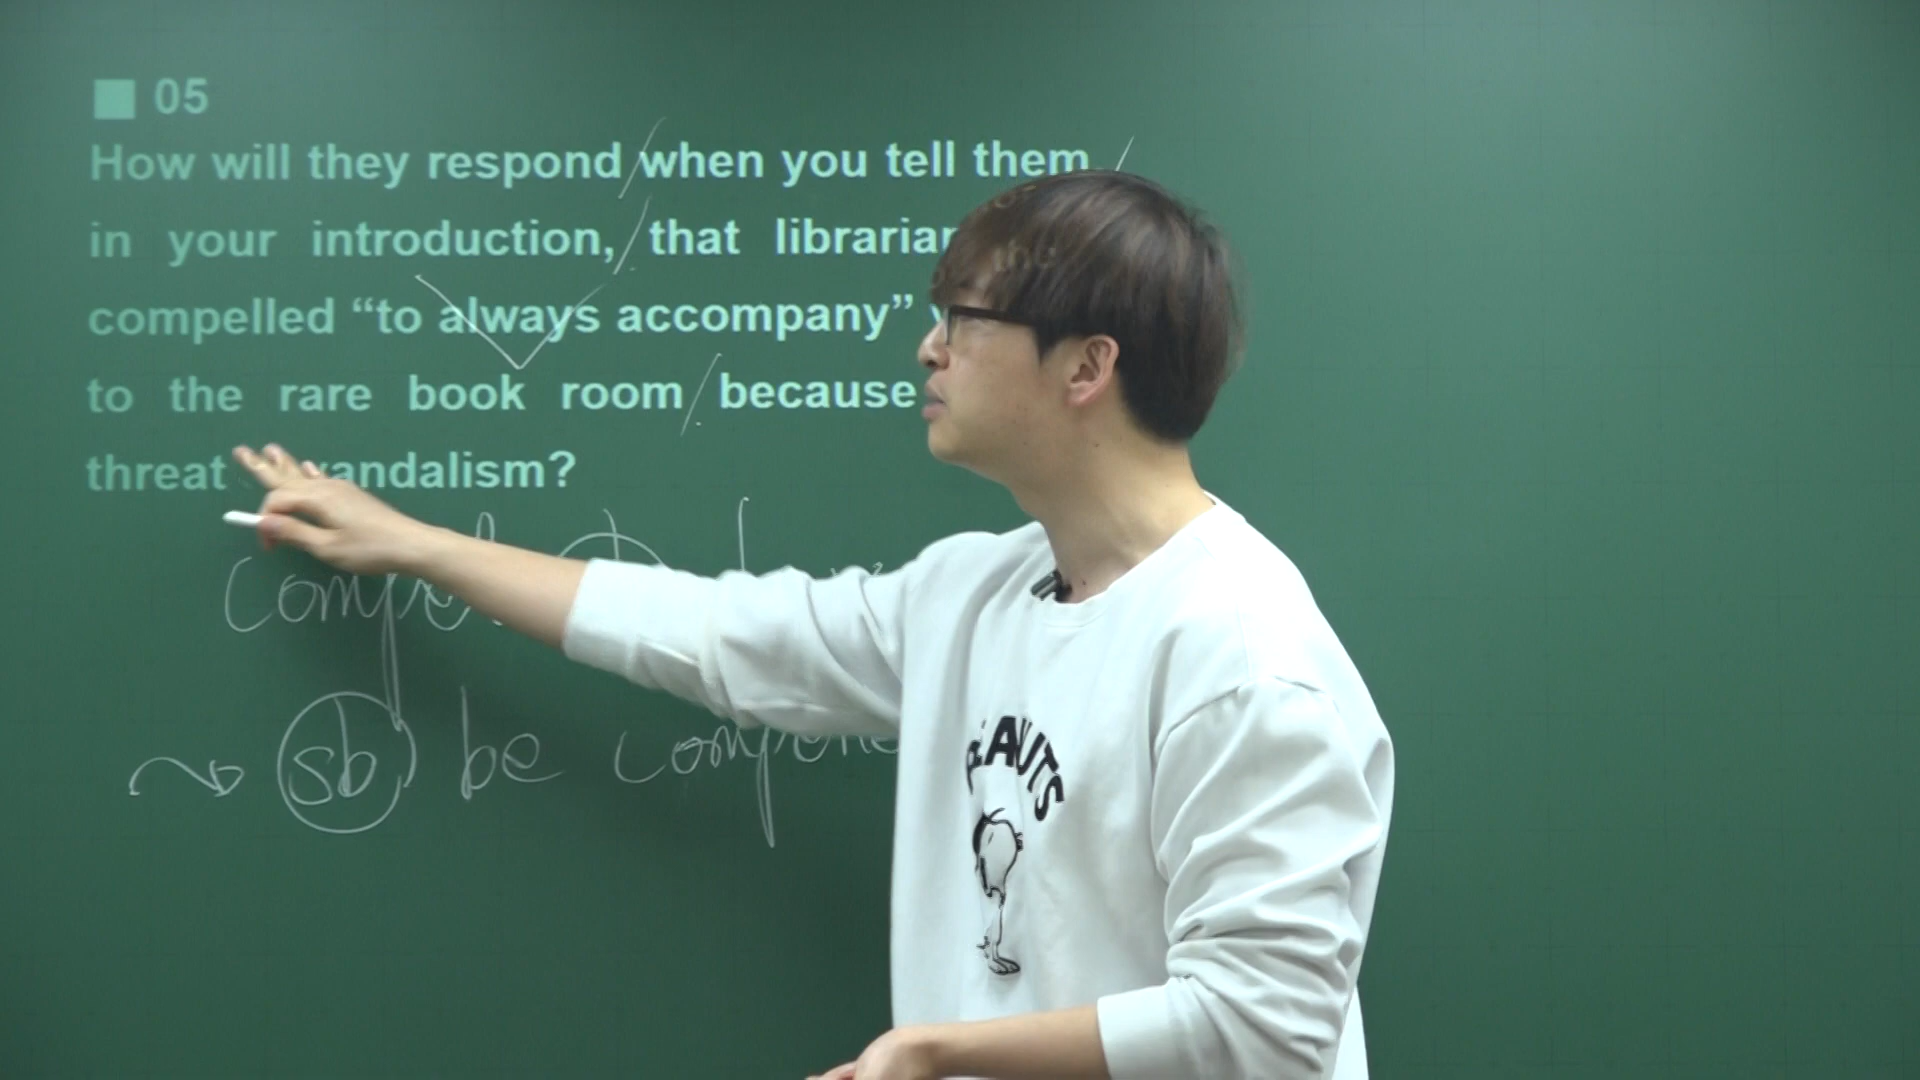 05
How will they respond when you tell them
in your introduction, that
compelled “to always accompany”
to the rare book room because
threat vandalism?
sb be
PEANUTS